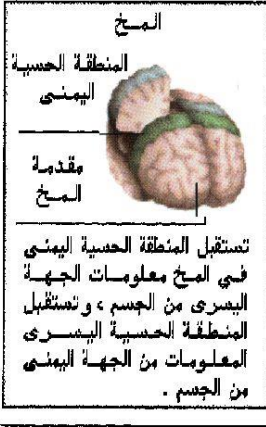 المخ
المنطقة الحسية
اليمنى
مقدمة
المخ
تستقبل المنطقة الحسية اليمنى
في المخ معلومات الجهة
اليسرى من الجسم ، وتستقبل
المنطقة الحسية اليسرى
المعلومات من الجهة اليمنى
من الجسم .